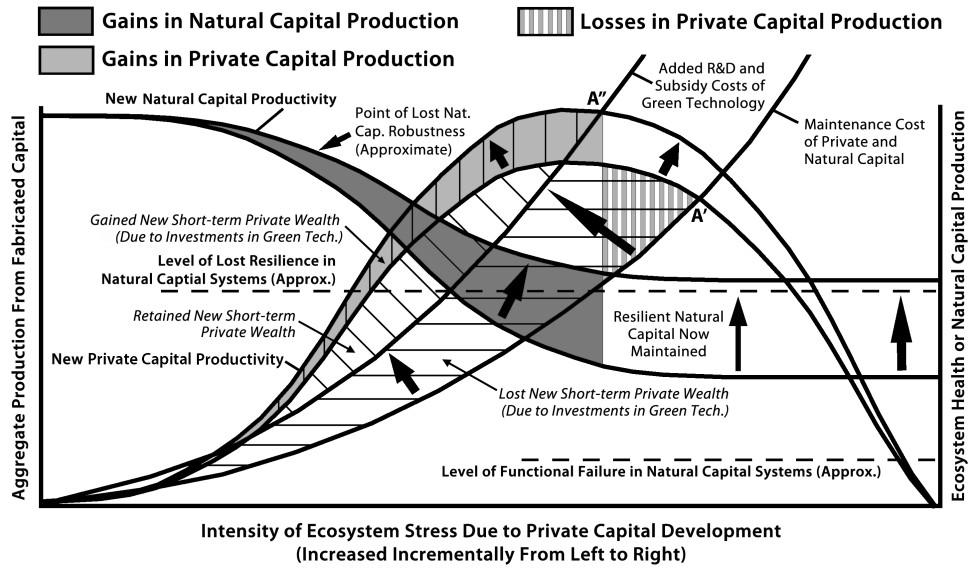 Gains in Natural Capital Production
Losses in Private Capital Production
Gains in Private Capital Production
New Natural Capital Productivity
Point of Lost Nat.
Cap. Robustness
(Approximate)
A”
Added R&D and
Subsidy Costs of
Green Technology
Maintenance Cost
of Private and
Natural Capital
A’
Gained New Short-term Private Wealth
(Due to Investments in Green Tech.)
Level of Lost Resilience in
Natural Captial Systems (Approx.)
Retained New Short-term
Private Wealth
New Private Capital Productivity
Resilient Natural
Capital Now
Maintained
Lost New Short-term Private Wealth
(Due to Investments in Green Tech.)
Level of Functional Failure in Natural Capital Systems (Approx.)
Aggregate Production From Fabricated Capital
Ecosystem Health or Natural Capital Production
Intensity of Ecosystem Stress Due to Private Capital Development
(Increased Incrementally From Left to Right)